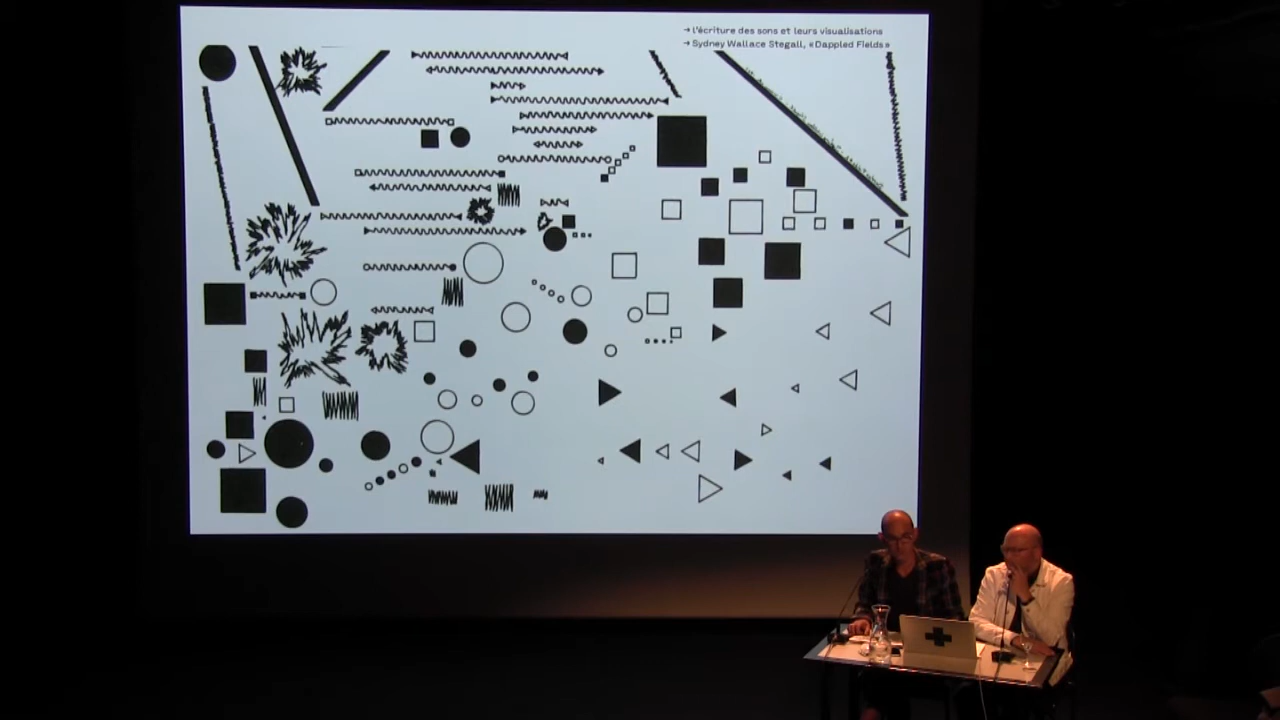 → l'écriture des sons et leurs visualisations
→ Sydney Wallace Stegall, «Dappled Fields»